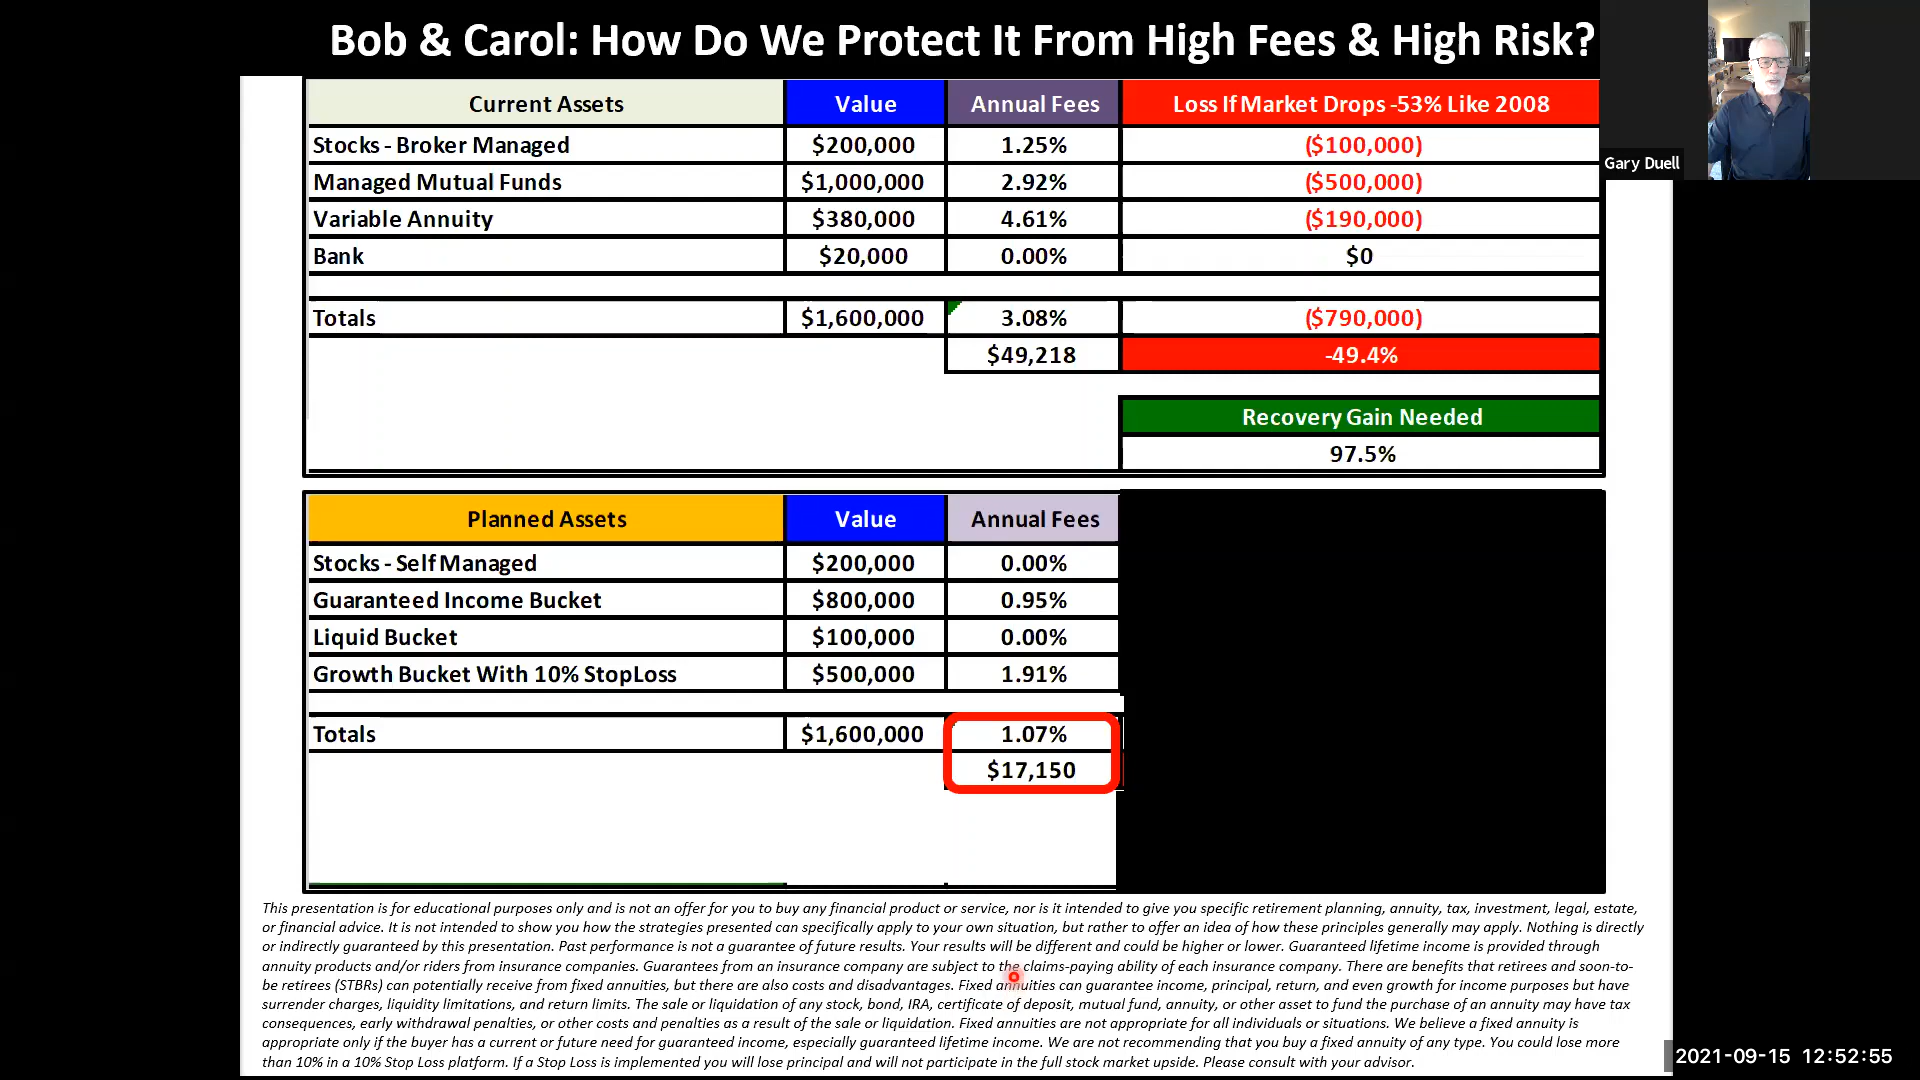 Bob & Carol: How Do We Protect It From High Fees & High Risk?
Current Assets Value Annual Fees Loss If Market Drops -53% Like 2008
Stocks - Broker Managed $200,000 1.25% ($100,000)
Managed Mutual Funds $1,000,000 2.92% ($500,000)
Variable Annuity $380,000 4.61% ($190,000)
Bank $20,000 0.00% $0
Totals $1,600,000 3.08% ($790,000)
$49,218 -49.4%
Recovery Gain Needed
97.5%
Gary Duell
Planned Assets Value Annual Fees
Stocks - Self Managed $200,000 0.00%
Guaranteed Income Bucket $800,000 0.95%
Liquid Bucket $100,000 0.00%
Growth Bucket With 10% StopLoss $500,000 1.91%
Totals $1,600,000 1.07%
$17,150
This presentation is for educational purposes only and is not an offer for you to buy any financial product or service, nor is it intended to give you specific retirement planning, annuity, tax, investment, legal, estate,
or financial advice. It is not intended to show you how the strategies presented can specifically apply to your own situation, but rather to offer an idea of how these principles generally may apply. Nothing is directly
or indirectly guaranteed by this presentation. Past performance is not a guarantee of future results. Your results will be different and could be higher or lower. Guaranteed lifetime income is provided through
annuity products and/or riders from insurance companies. Guarantees from an insurance company are subject to the claims-paying ability of each insurance company. There are benefits that retirees and soon-to-
be retirees (STBRs) can potentially receive from fixed annuities, but there are also costs and disadvantages. Fixed annuities can guarantee income, principal, return, and even growth for income purposes but have
surrender charges, liquidity limitations, and return limits. The sale or liquidation of any stock, bond, IRA, certificate of deposit, mutual fund, annuity, or other asset to fund the purchase of an annuity may have tax
consequences, early withdrawal penalties, or other costs and penalties as a result of the sale or liquidation. Fixed annuities are not appropriate for all individuals or situations. We believe a fixed annuity is
appropriate only if the buyer has a current or future need for guaranteed income, especially guaranteed lifetime income. We are not recommending that you buy a fixed annuity of any type. You could lose more
than 10% in a 10% Stop Loss platform. If a Stop Loss is implemented you will lose principal and will not participate in the full stock market upside. Please consult with your advisor.
2021-09-15 12:52:55